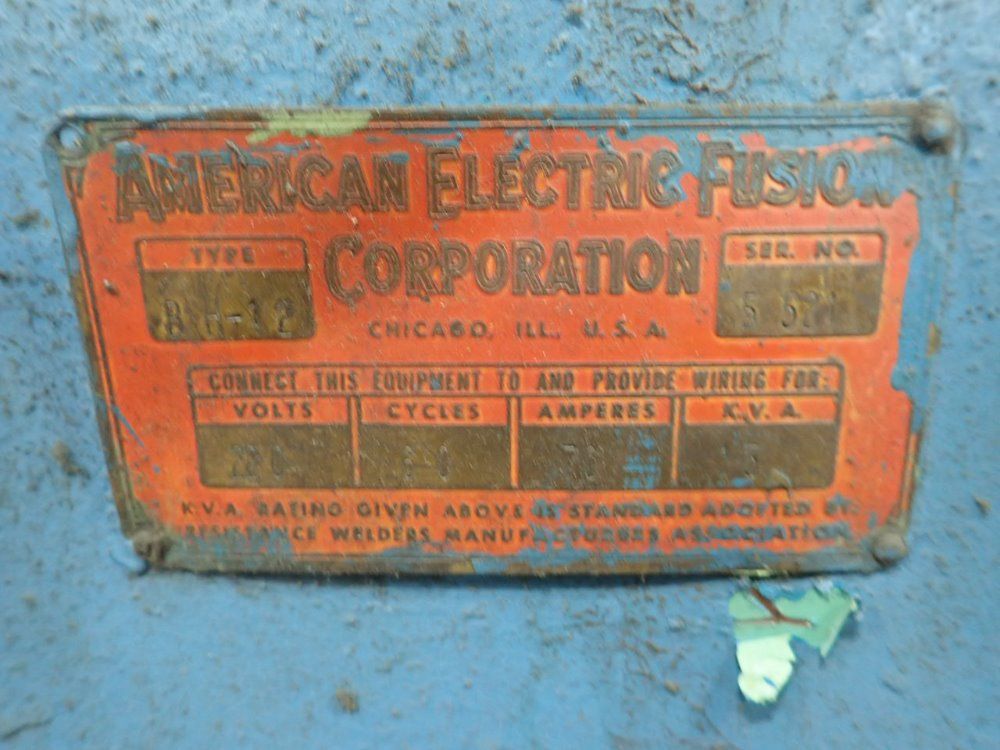 AMERICAN ELECTRIC FUSION
CORPORATION
TYPE
SER. NO.
CHICAGO, ILL., U. S. A.
CONNECT THIS EQUIPMENT TO AND PROVIDE WIRING FOR:
VOLTS CYCLES AMPERES K.V.A.
K.V.A. RATING GIVEN ABOVE IS STANDARD ADOPTED BY
RESISTANCE WELDERS MANUFACTURERS ASSOCIATION